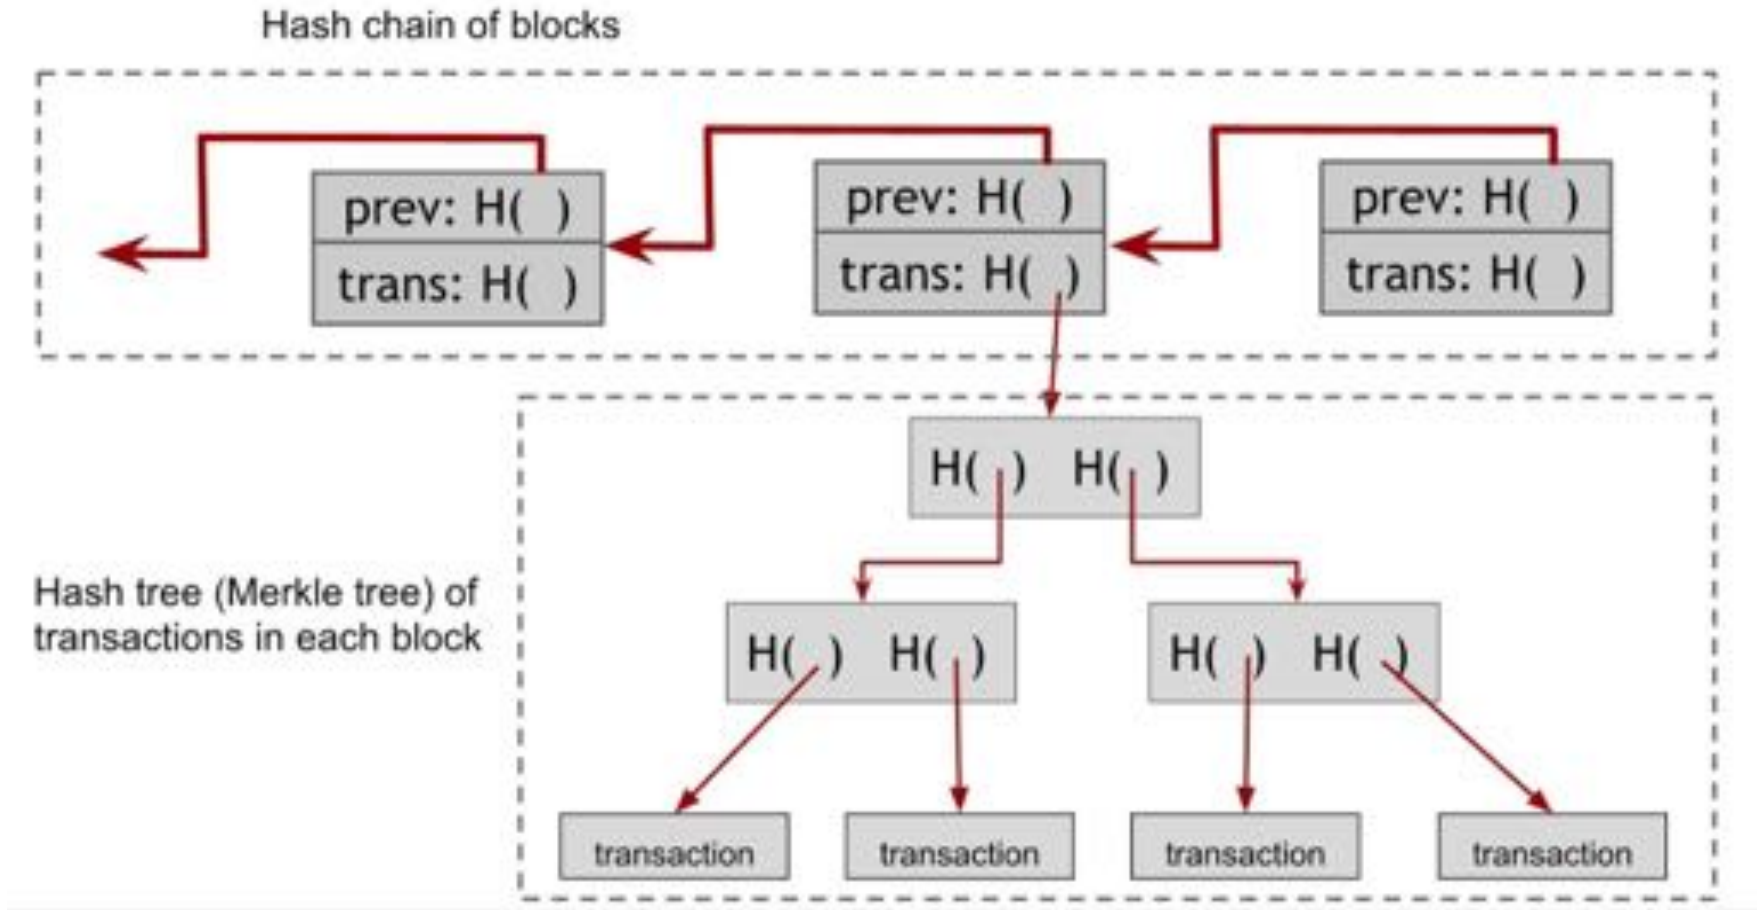 Hash chain of blocks
prev: H( ) prev: H( ) prev: H( )
trans: H( ) trans: H( ) trans: H( )
H( ) H( )
Hash tree (Merkle tree) of
transactions in each block
H( ) H( ) H( ) H( )
transaction transaction transaction transaction